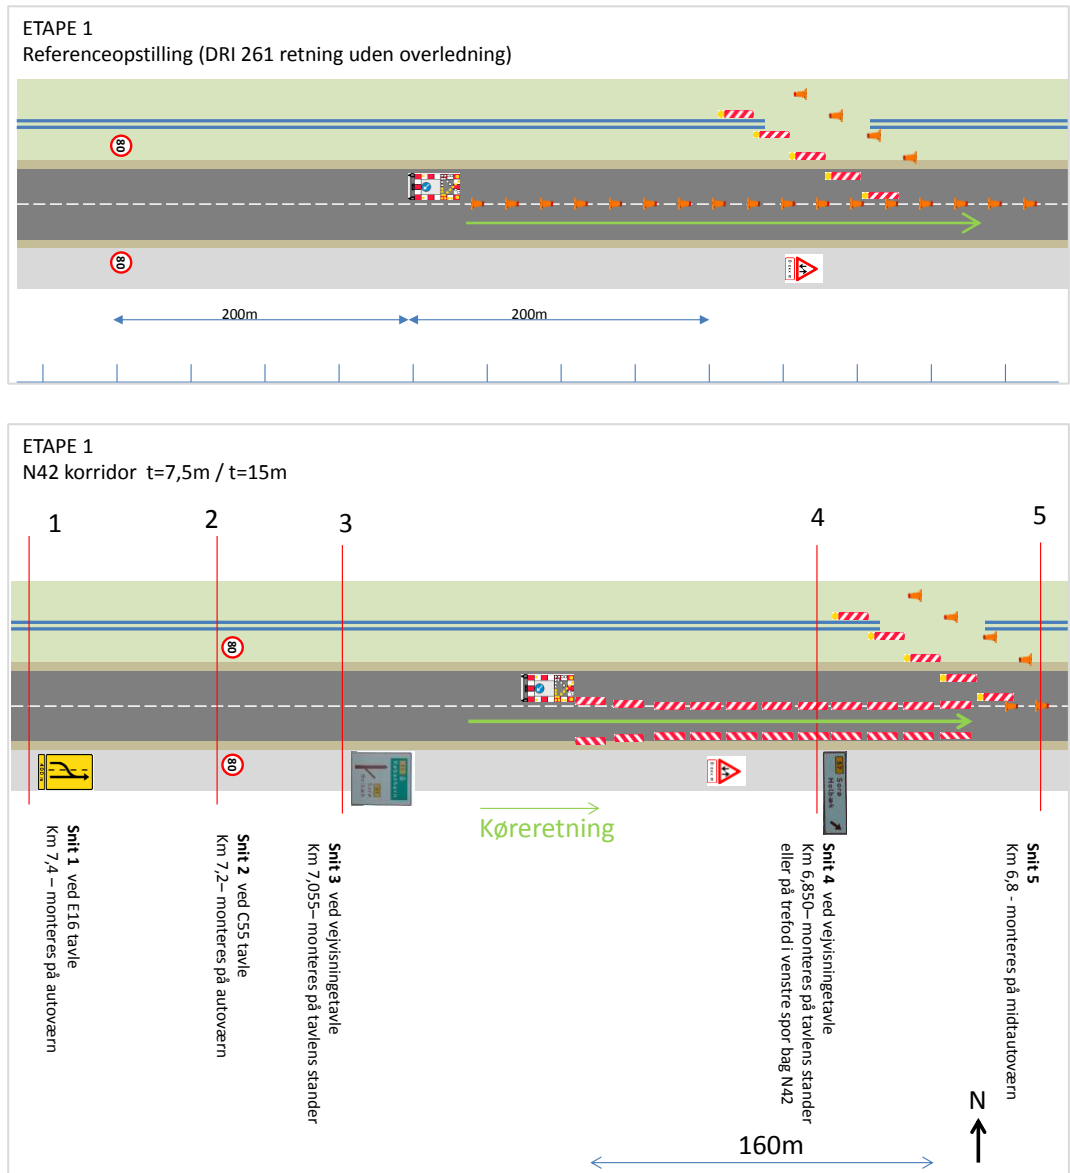 ETAPE 1
Referenceopstilling (DRI 261 retning uden overledning)
80
80
200m
200m
ETAPE 1
N42 korridor t=7,5m / t=15m
1
2
3
4
5
80
80
400 m
Sorø
Holbæk
Køreretning
Snit 1 ved E16 tavle
Km 7,4 – monteres på autoværn
Snit 2 ved C55 tavle
Km 7,2– monteres på autoværn
Snit 3 ved vejvisningetavle
Km 7,055– monteres på tavlens stander
Snit 4 ved vejvisningetavle
Km 6,850– monteres på tavlens stander
eller på trefod i venstre spor bag N42
Snit 5
Km 6,8 - monteres på midtautoværn
N
160m